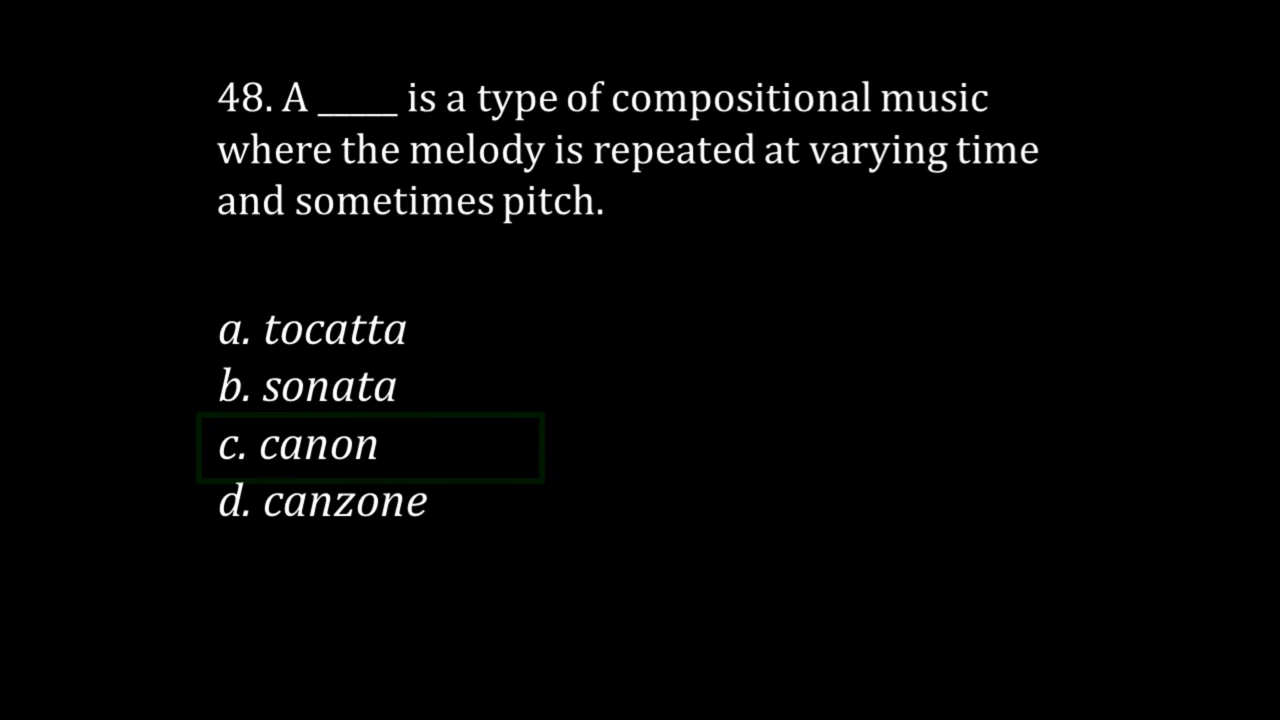 48. A _____ is a type of compositional music
where the melody is repeated at varying time
and sometimes pitch.
a. tocatta
b. sonata
c. canon
d. canzone